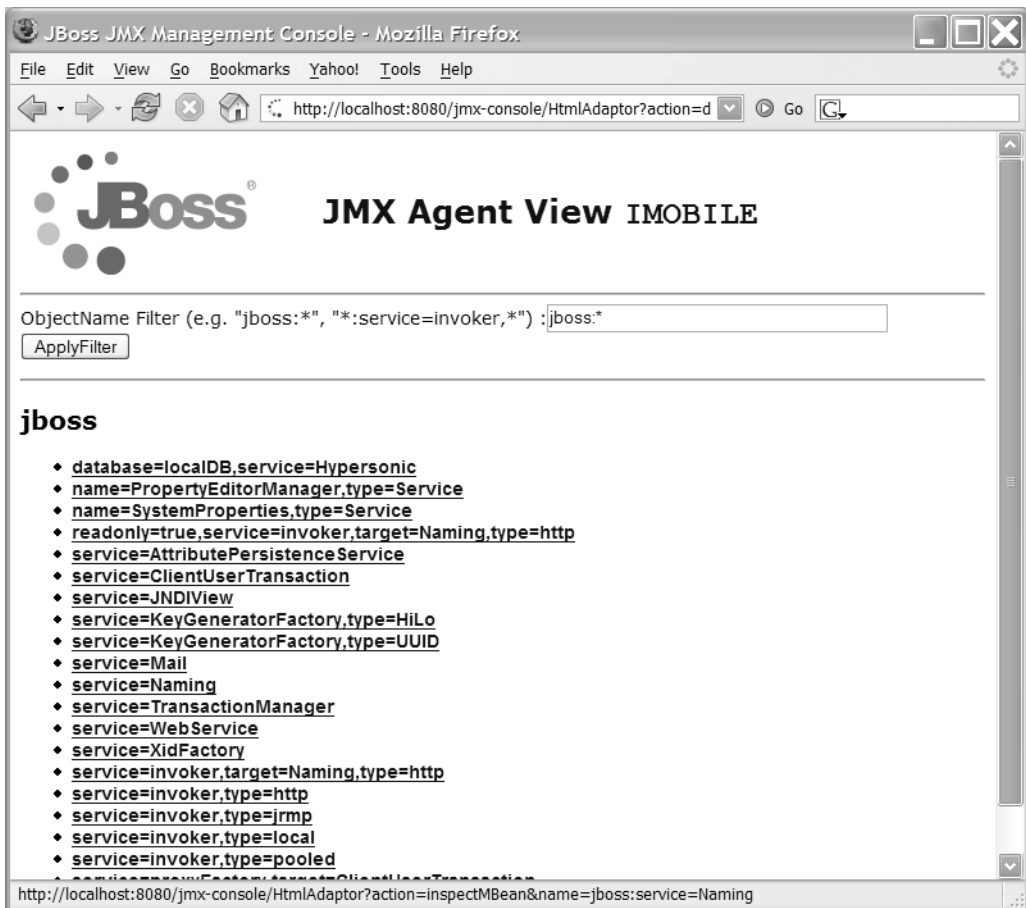 JBoss JMX Management Console - Mozilla Firefox
File Edit View Go Bookmarks Yahoo! Tools Help
http://localhost:8080/jmx-console/HtmlAdaptor?action=d Go G
JBoss®
JMX Agent View IMOBILE
ObjectName Filter (e.g. "jboss:*", "*:service=invoker,*") :jboss:*
ApplyFilter
jboss
database=localDB,service=Hypersonic
name=PropertyEditorManager,type=Service
name=SystemProperties,type=Service
readonly=true,service=invoker,target=Naming,type=http
service=AttributePersistenceService
service=ClientUserTransaction
service=JNDIView
service=KeyGeneratorFactory,type=HiLo
service=KeyGeneratorFactory,type=UUID
service=Mail
service=Naming
service=TransactionManager
service=WebService
service=XidFactory
service=invoker,target=Naming,type=http
service=invoker,type=http
service=invoker,type=jrmp
service=invoker,type=local
service=invoker,type=pooled
service=proxyFactory,target=ClientUserTransaction
http://localhost:8080/jmx-console/HtmlAdaptor?action=inspectMBean&name=jboss:service=Naming